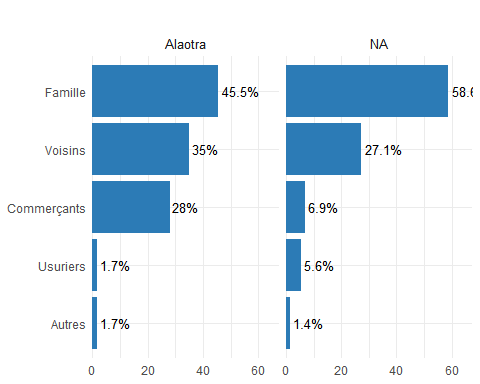 Alaotra NA
Famille 45.5%
Voisins 35% 27.1%
Commerçants 28% 6.9%
Usuriers 1.7% 5.6%
Autres 1.7% 1.4%
0 20 40 60 0 20 40 60